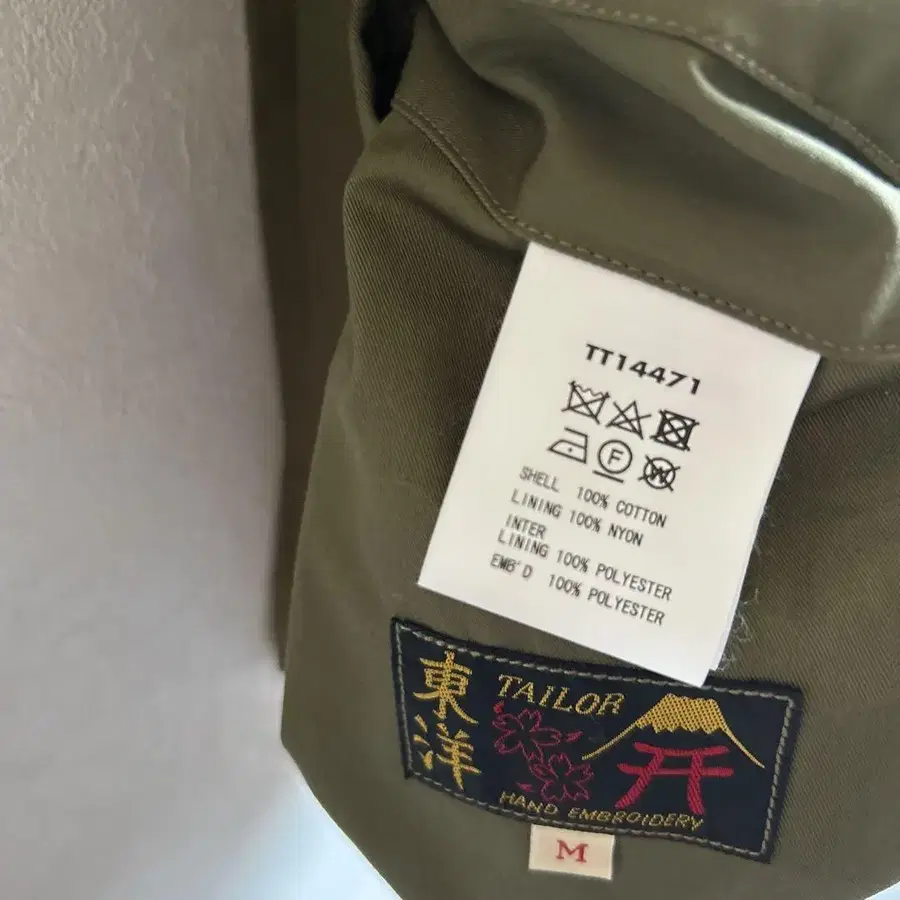 TT14471
F
W
SHELL 100% COTTON
LINING 100% NYON
INTER
LINING 100% POLYESTER
EMB'D 100% POLYESTER
東洋
TAILOR
HAND EMBROIDERY
M